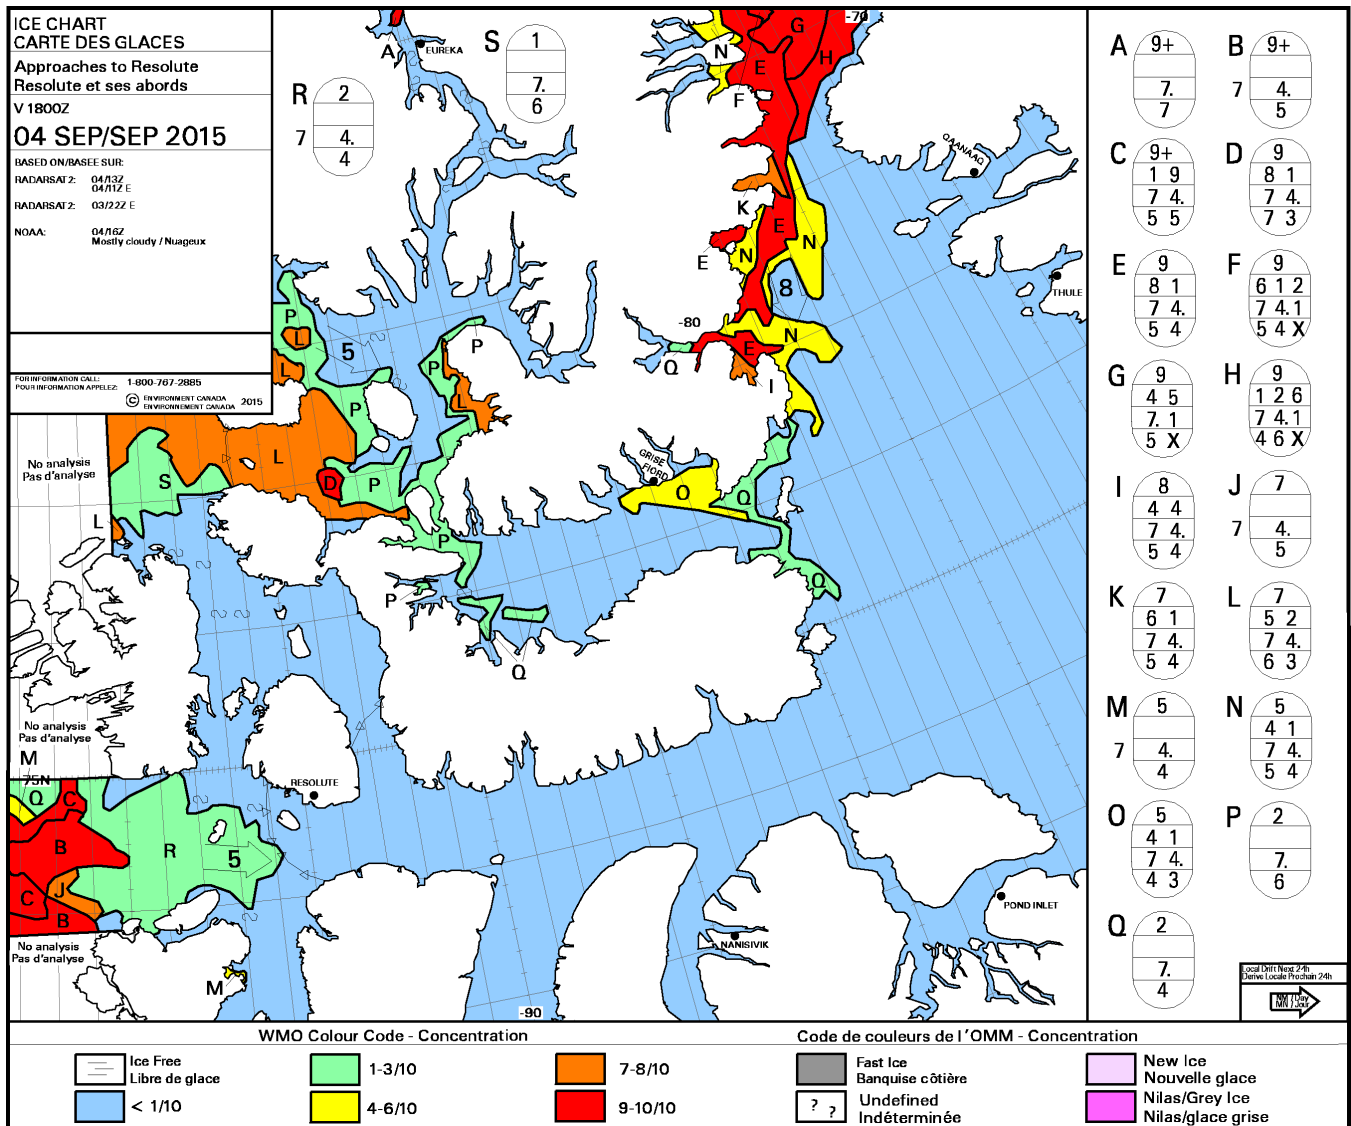 ICE CHART
CARTE DES GLACES
Approaches to Resolute
Resolute et ses abords
V 1800Z
04 SEP/SEP 2015
BASED ON/BASEE SUR:
RADARSAT2: 04/13Z
04/11Z E
RADARSAT2: 03/22Z E
NOAA: 04/16Z
Mostly cloudy / Nuageux
FOR INFORMATION CALL: 1-800-767-2885
POUR INFORMATION APPELEZ:
© ENVIRONMENT CANADA 2015
ENVIRONNEMENT CANADA
R
2
7 4.
4
S
1
7.
6
A
EUREKA
N
G
-70
E
H
F
QAANAAQ
THULE
K
E
N
E
N
8
-80
N
E
Q
I
P
L
L
5
P
P
P
L
L
D
P
S
No analysis
Pas d'analyse
L
GRISE
FIORD
O
Q
P
Q
P
Q
No analysis
Pas d'analyse
M
75N
Q
C
B
R
5
J
C
B
No analysis
Pas d'analyse
M
RESOLUTE
NANISIVIK
POND INLET
-90
A
9+
7.
7
B
9+
7 4.
5
C
9+
1 9
7 4.
5 5
D
9
8 1
7 4.
7 3
E
9
8 1
7 4.
5 4
F
9
6 1 2
7 4.1
5 4 X
G
9
4 5
7. 1
5 X
H
9
1 2 6
7 4.1
4 6 X
I
8
4 4
7 4.
5 4
J
7
7 4.
5
K
7
6 1
7 4.
5 4
L
7
5 2
7 4.
6 3
M
5
7 4.
4
N
5
4 1
7 4.
5 4
O
5
4 1
7 4.
4 3
P
2
7.
6
Q
2
7.
4
Local Drift Next 24h
Derive Locale Prochain 24h
NM / Day
MN / Jour
WMO Colour Code - Concentration
Code de couleurs de l'OMM - Concentration
Ice Free
Libre de glace
< 1/10
1-3/10
4-6/10
7-8/10
9-10/10
Fast Ice
Banquise côtière
? ?
Undefined
Indéterminée
New Ice
Nouvelle glace
Nilas/Grey Ice
Nilas/glace grise